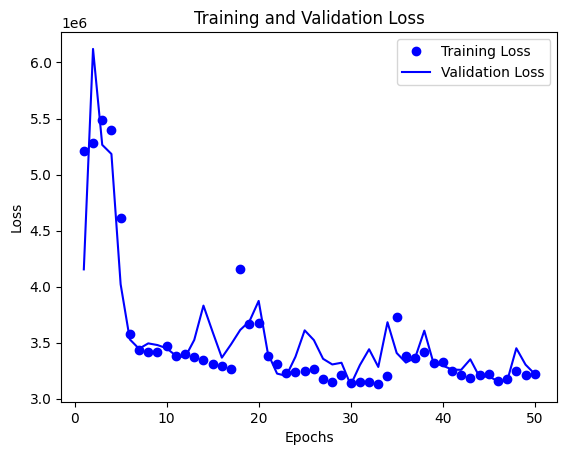 Training and Validation Loss
1e6
Training Loss
Validation Loss
6.0
5.5
5.0
4.5
4.0
3.5
3.0
Loss
0
10
20
30
40
50
Epochs